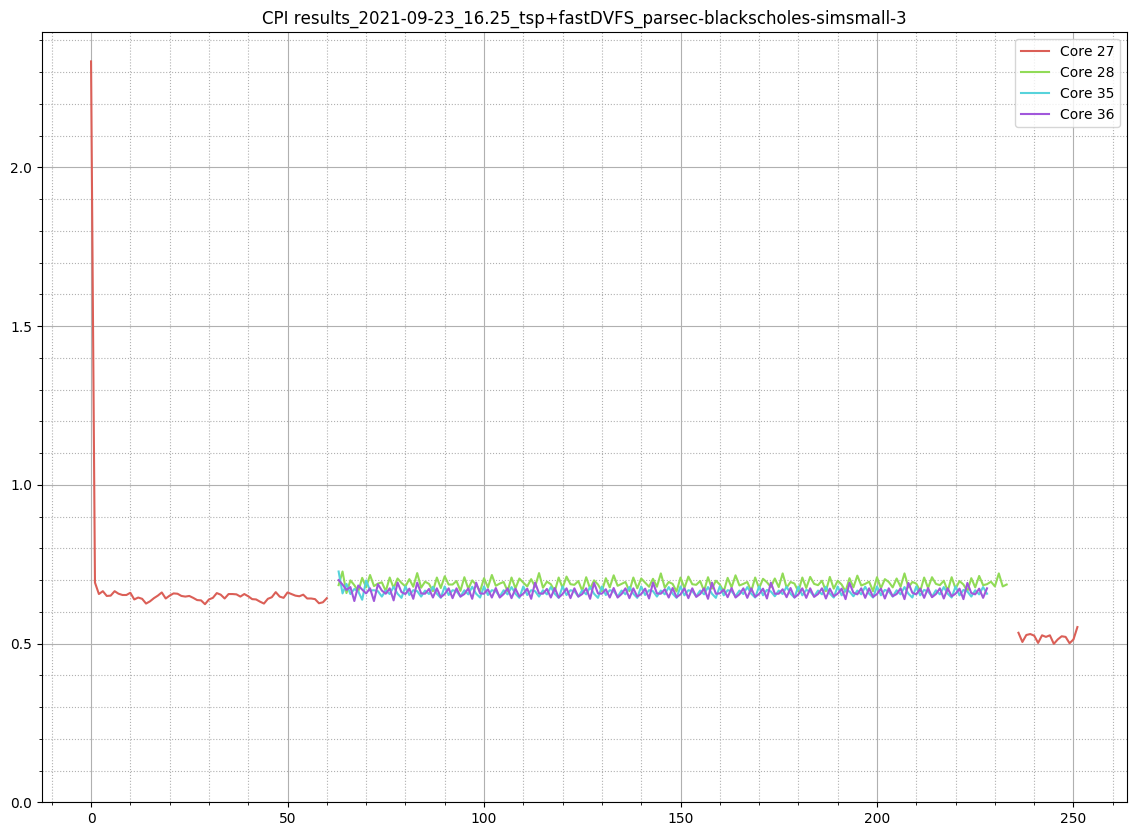 CPI results_2021-09-23_16.25_tsp+fastDVFS_parsec-blackscholes-simsmall-3
Core 27
Core 28
Core 35
Core 36
2.0
1.5
1.0
0.5
0.0
0 50 100 150 200 250